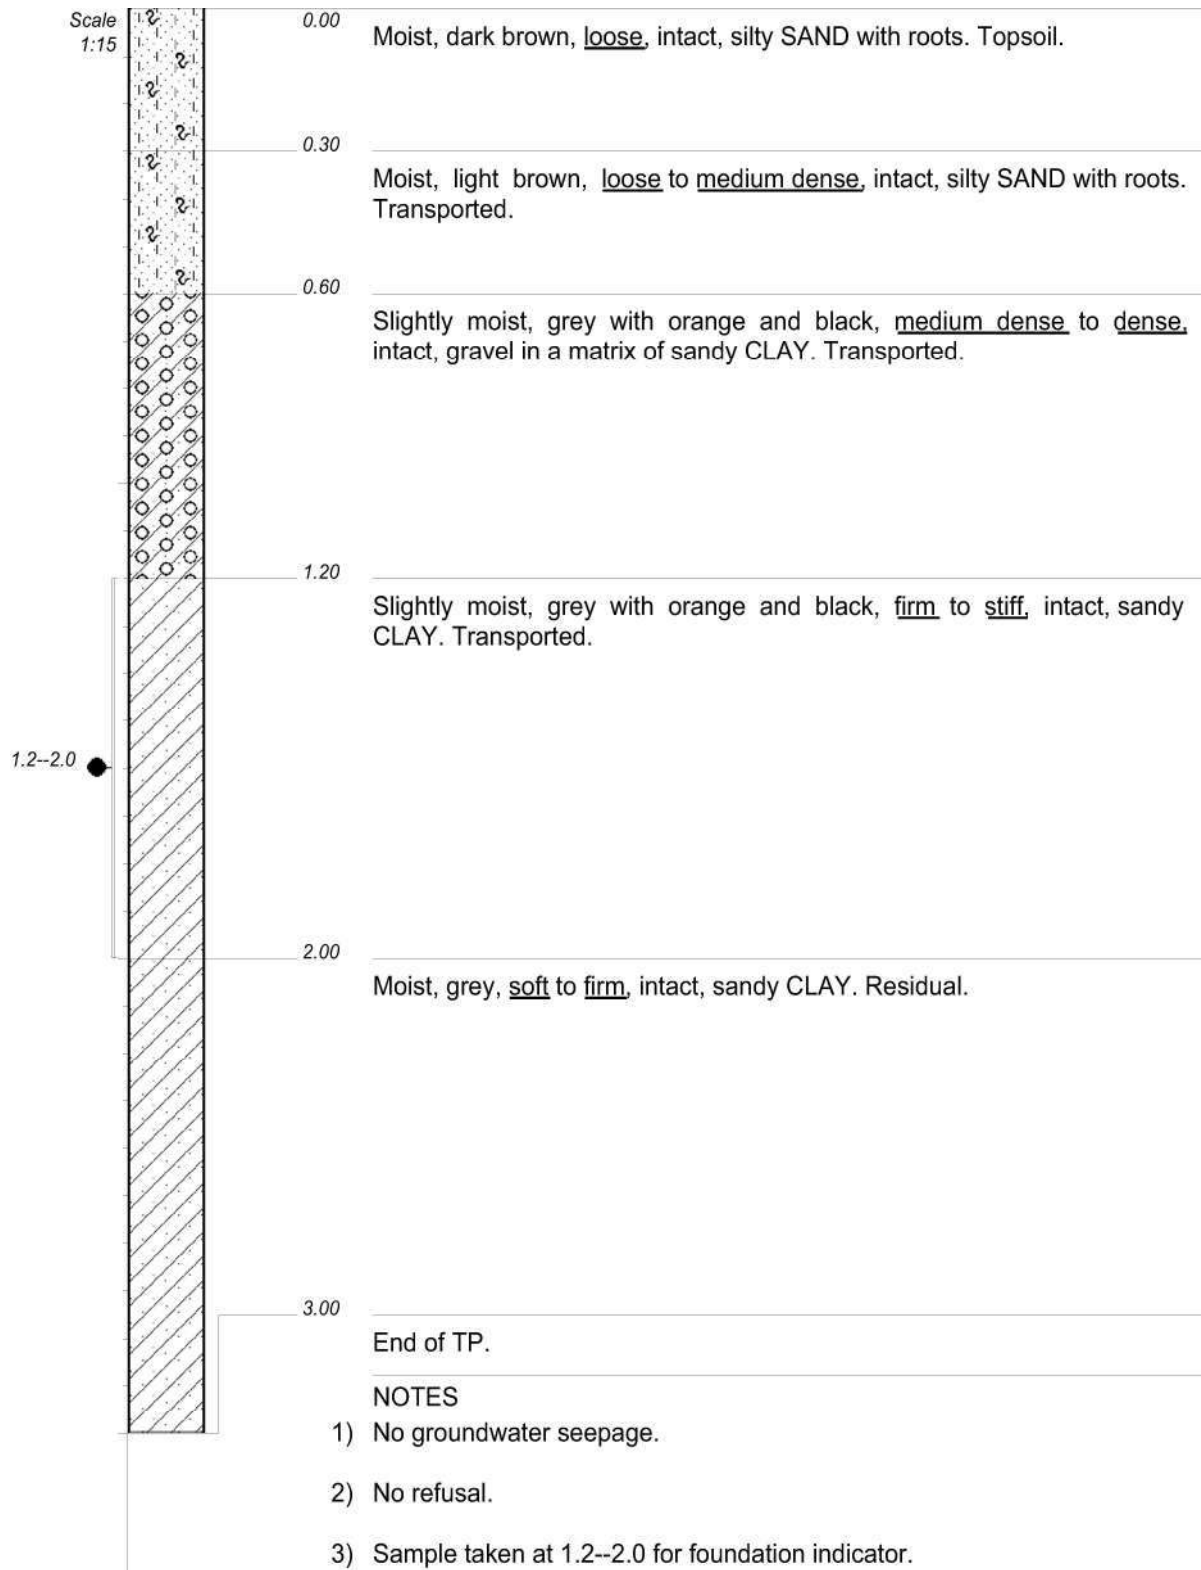 Scale
1:15
0.00
Moist, dark brown, loose, intact, silty SAND with roots. Topsoil.
0.30
Moist, light brown, loose to medium dense, intact, silty SAND with roots.
Transported.
0.60
Slightly moist, grey with orange and black, medium dense to dense,
intact, gravel in a matrix of sandy CLAY. Transported.
1.20
Slightly moist, grey with orange and black, firm to stiff, intact, sandy
CLAY. Transported.
1.2--2.0
2.00
Moist, grey, soft to firm, intact, sandy CLAY. Residual.
3.00
End of TP.
NOTES
1) No groundwater seepage.
2) No refusal.
3) Sample taken at 1.2--2.0 for foundation indicator.